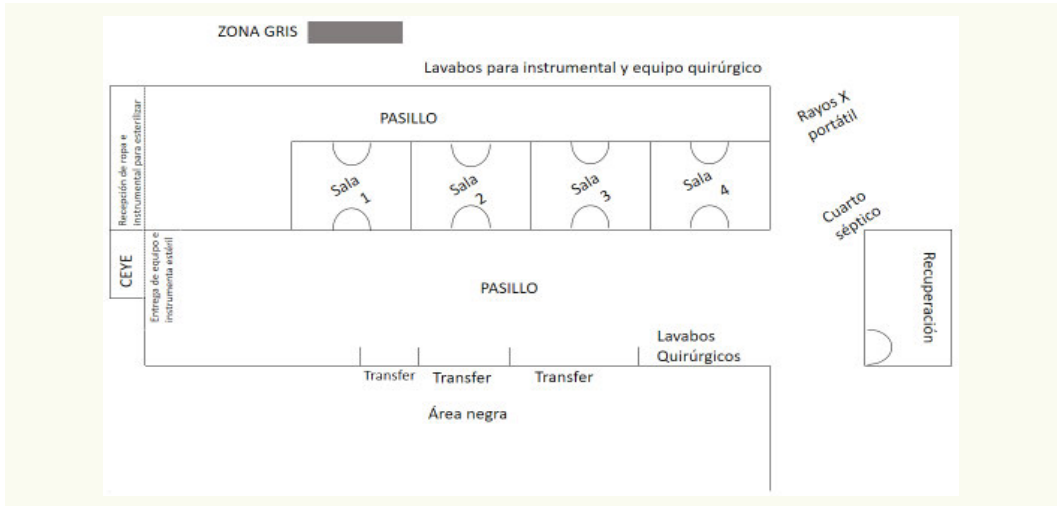 ZONA GRIS
Lavabos para instrumental y equipo quirúrgico
Rayos X
portátil
PASILLO
Recepción de ropa e
instrumental para esterilizar
Sala
1
Sala
2
Sala
3
Sala
4
Cuarto
séptico
CEYE
Entrega de equipo e
instrumenta estéril
PASILLO
Recuperación
Lavabos
Quirúrgicos
Transfer
Transfer
Transfer
Área negra